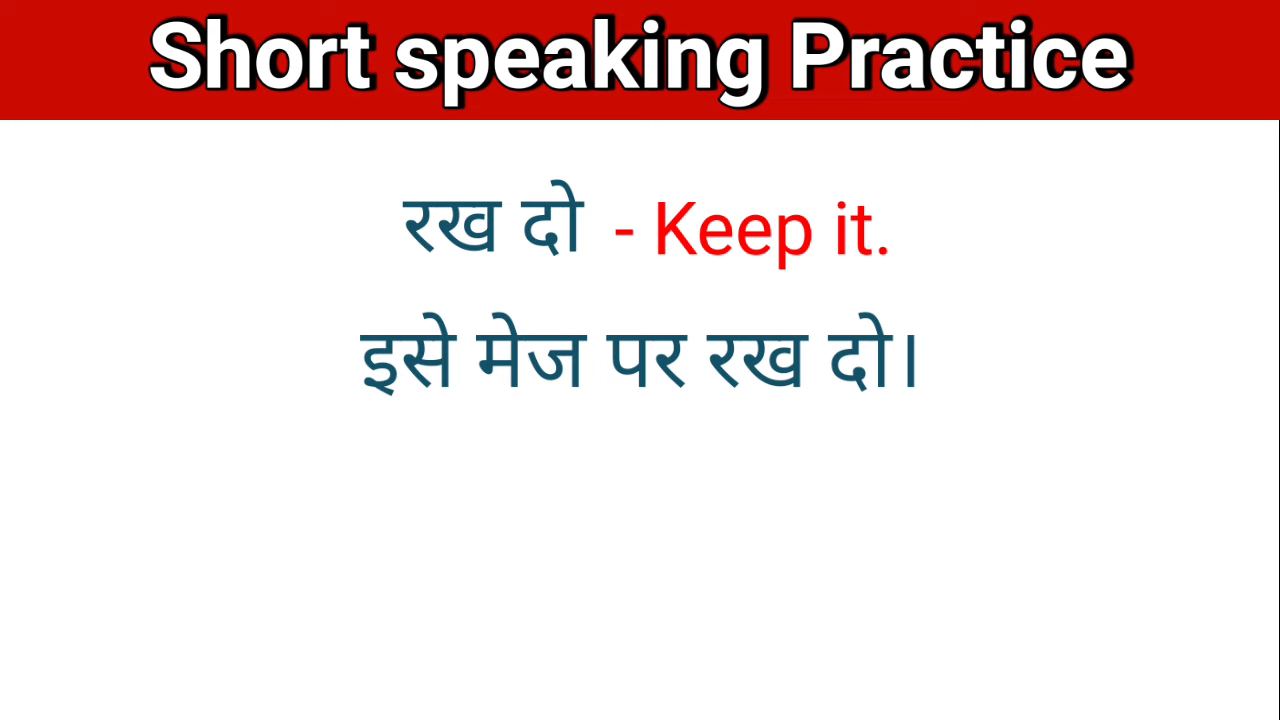 Short speaking Practice
रख दो - Keep it.
इसे मेज पर रख दो।